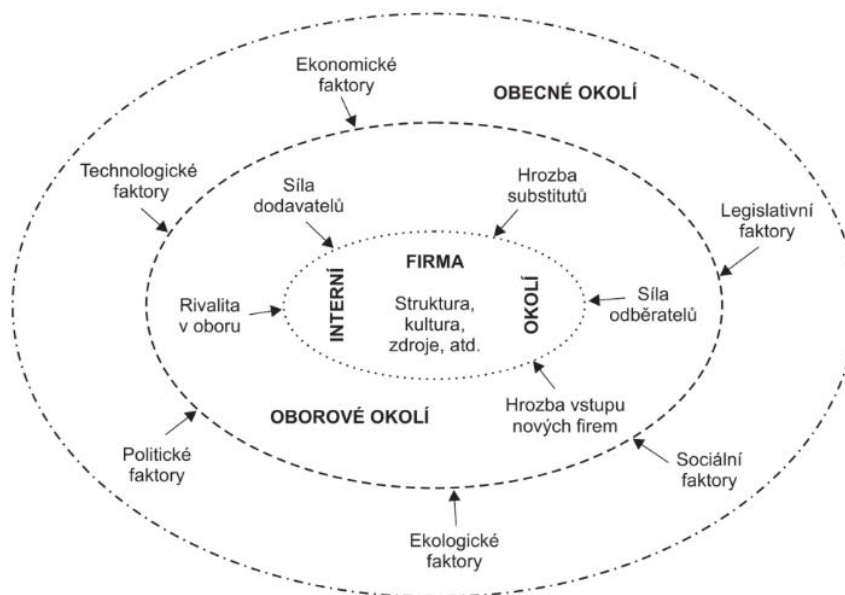 Ekonomické
faktory
OBECNÉ OKOLÍ
Technologické
faktory
Síla
dodavatelů
Hrozba
substitutů
Legislativní
faktory
FIRMA
INTERNÍ
OKOLÍ
Struktura,
kultura,
zdroje, atd.
Rivalita
v oboru
Síla
odběratelů
OBOROVÉ OKOLÍ
Hrozba vstupu
nových firem
Politické
faktory
Sociální
faktory
Ekologické
faktory